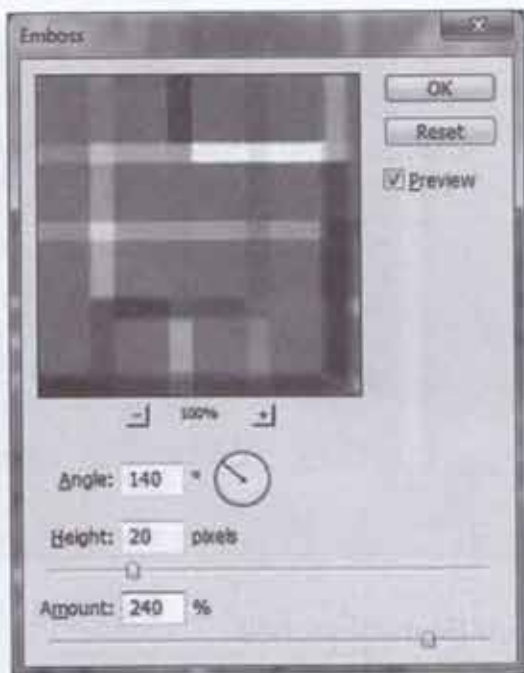 Emboss
OK
Reset
Preview
- 100% +
Angle: 140 °
Height: 20 pixels
Amount: 240 %